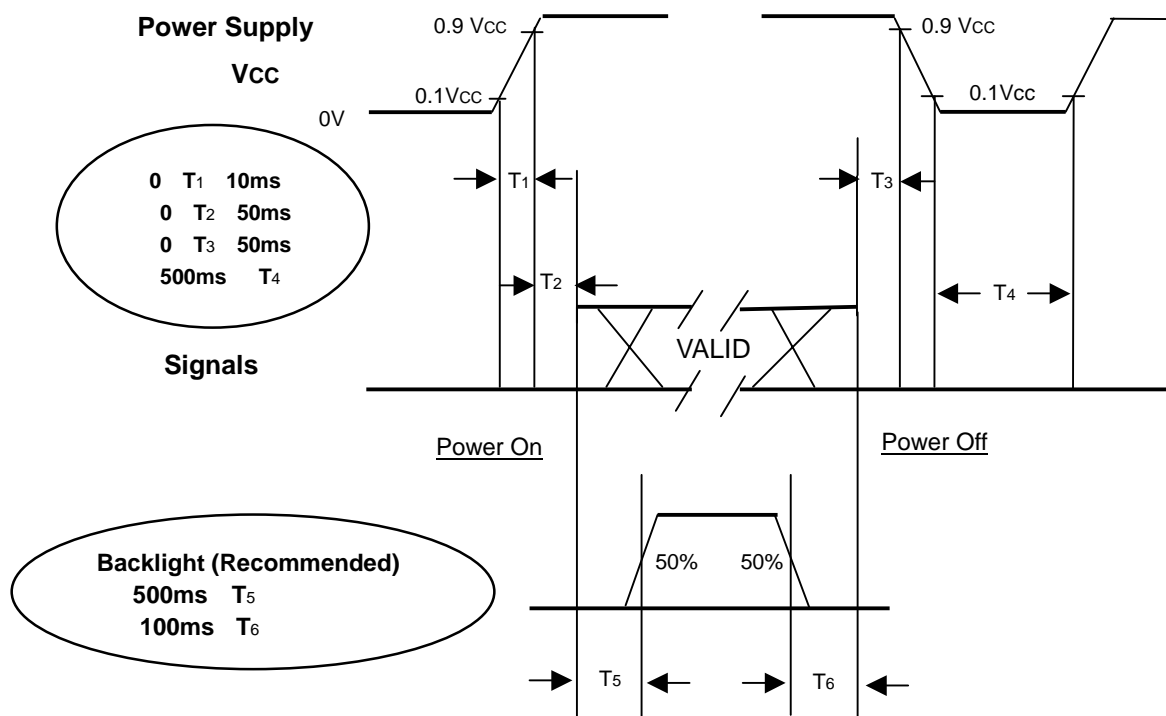 Power Supply
VCC
0.9 VCC
0.1VCC
0V
0.9 VCC
0.1Vcc
0 T1 10ms
0 T2 50ms
0 T3 50ms
500ms T4
T1
T2
T3
T4
Signals
VALID
Power On
Power Off
Backlight (Recommended)
500ms T5
100ms T6
50%
50%
T5
T6